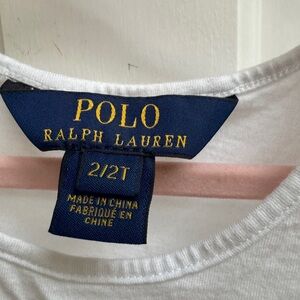 POLO
RALPH LAUREN
2/2T
MADE IN CHINA
FABRIQUÉ EN
CHINE